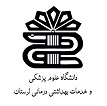 دانشگاه علوم پزشکی
و خدمات بهداشتی درمانی لرستان